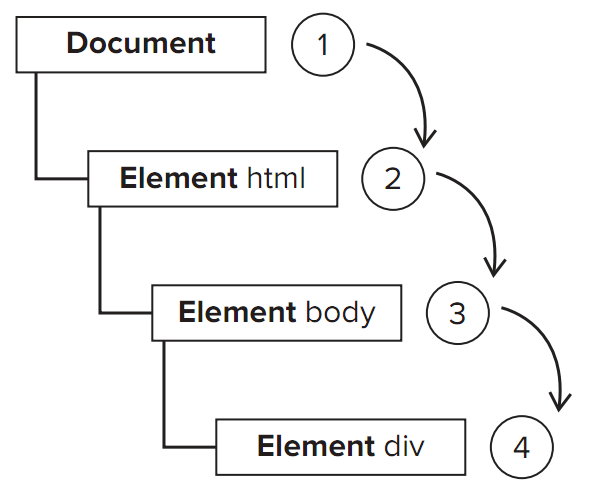 Document 1
Element html 2
Element body 3
Element div 4